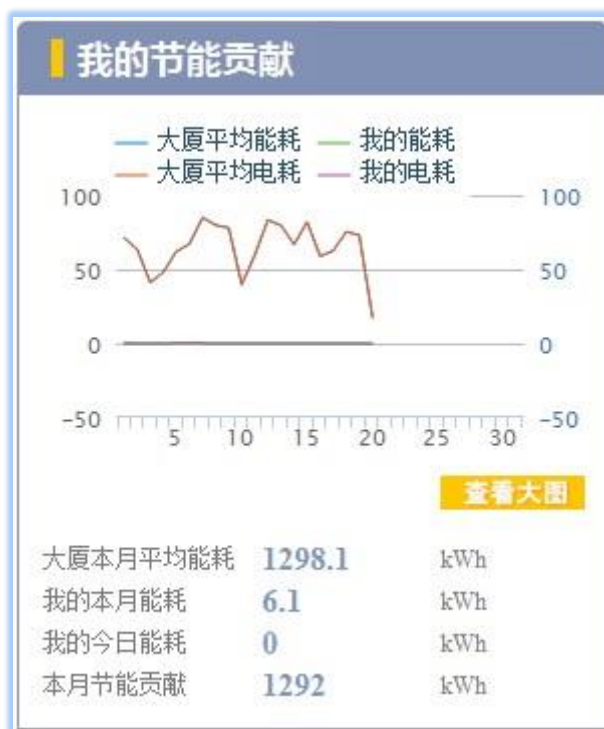 我的节能贡献
大厦平均能耗 我的能耗
大厦平均电耗 我的电耗
100 100
50 50
0 0
-50 -50
5 10 15 20 25 30
查看大图
大厦本月平均能耗 1298.1 kWh
我的本月能耗 6.1 kWh
我的今日能耗 0 kWh
本月节能贡献 1292 kWh